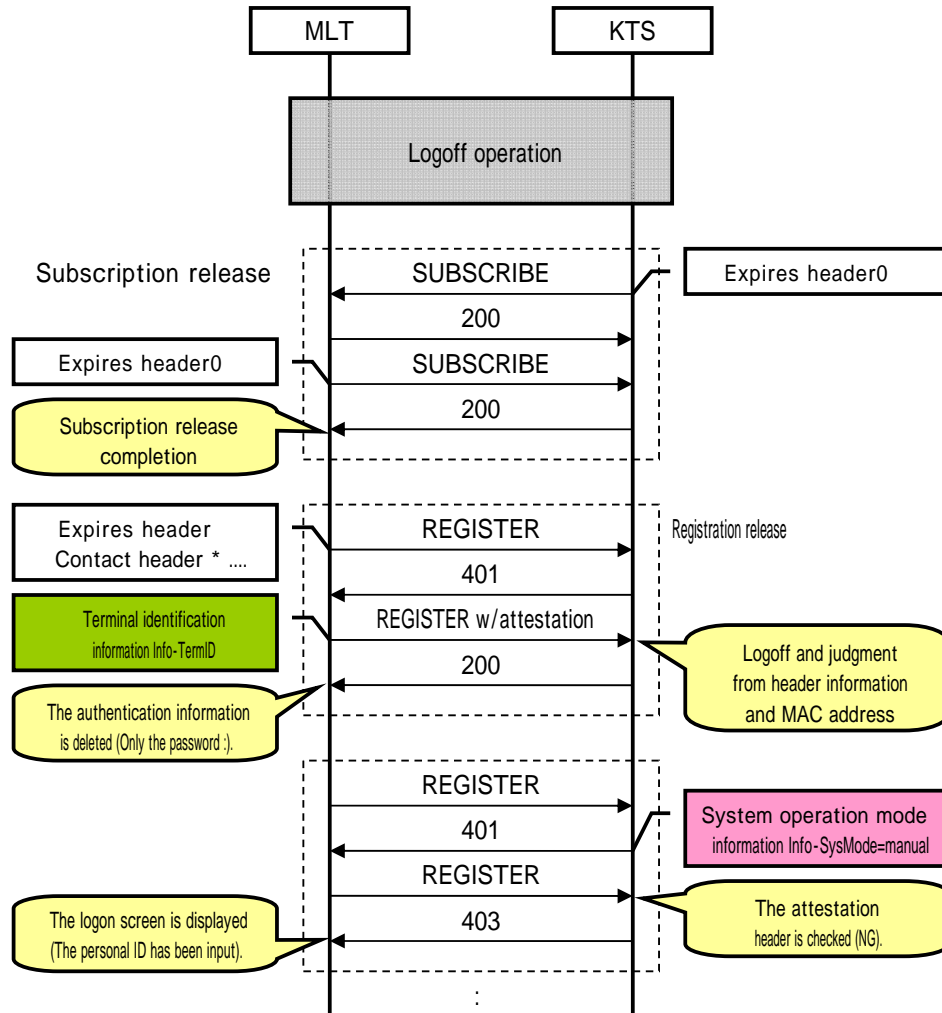 MLT
KTS
Logoff operation
Subscription release
SUBSCRIBE
Expires header0
200
Expires header0
SUBSCRIBE
200
Subscription release
completion
Expires header
Contact header * ....
REGISTER
Registration release
401
Terminal identification
information Info-TermID
REGISTER w/attestation
Logoff and judgment
from header information
and MAC address
200
The authentication information
is deleted (Only the password :).
REGISTER
System operation mode
information Info-SysMode=manual
401
REGISTER
The attestation
header is checked (NG).
The logon screen is displayed
(The personal ID has been input).
403
: